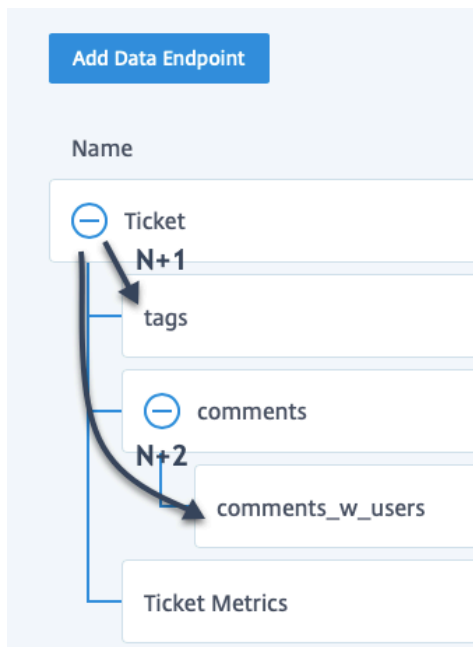 Add Data Endpoint
Name
Ticket
N+1
tags
comments
N+2
comments_w_users
Ticket Metrics